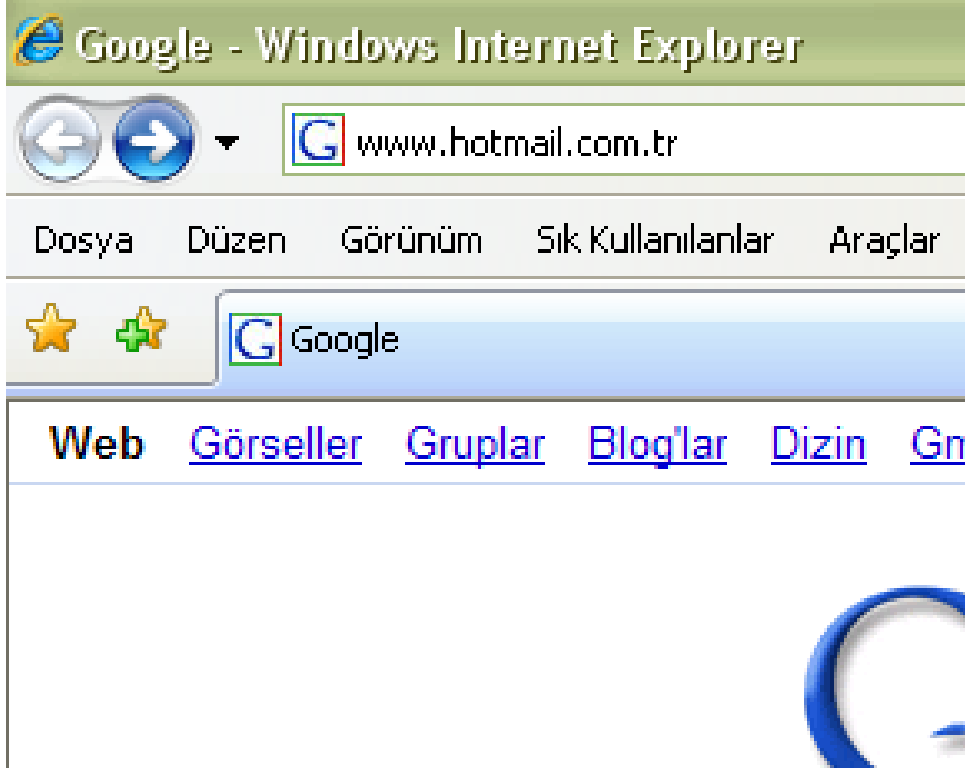 Google - Windows Internet Explorer
www.hotmail.com.tr
Dosya Düzen Görünüm Sık Kullanılanlar Araçlar
Google
Web Görseller Gruplar Blog'lar Dizin